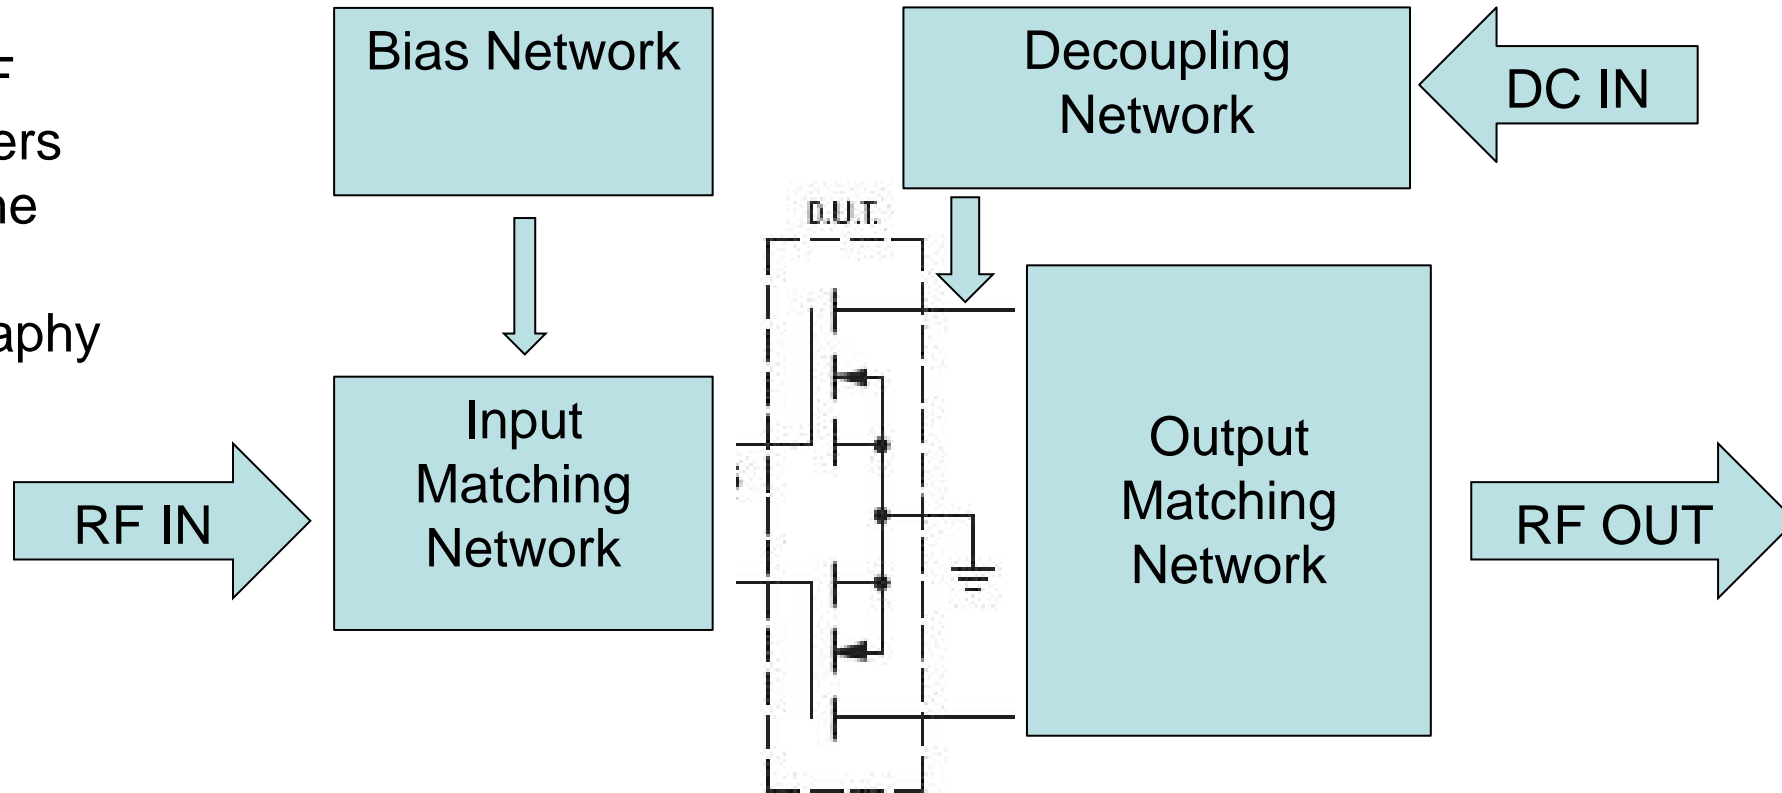 F
ers
ne
aphy
Bias Network
Decoupling
Network
DC IN
D.U.T.
RF IN
Input
Matching
Network
Output
Matching
Network
RF OUT